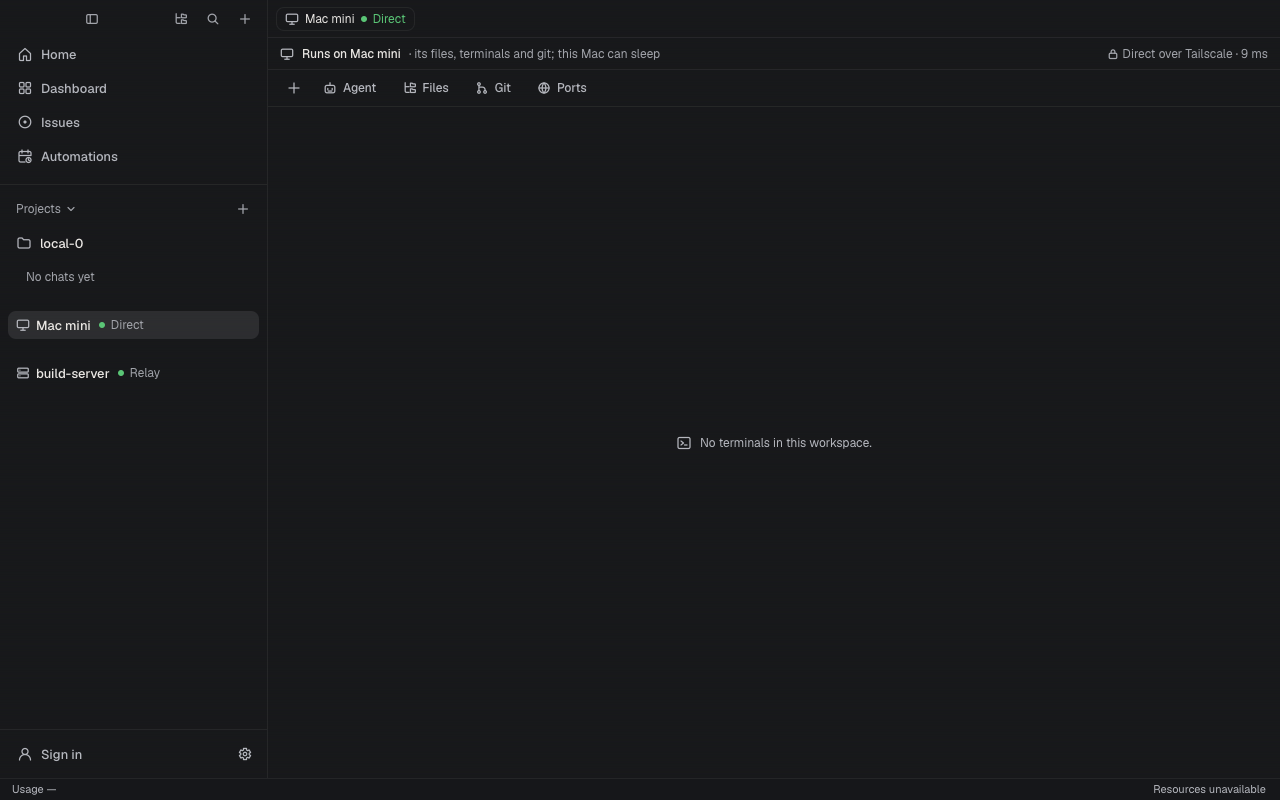 Home
Dashboard
Issues
Automations
Projects
local-0
No chats yet
Mac mini Direct
build-server Relay
Sign in
Mac mini Direct
Runs on Mac mini · its files, terminals and git; this Mac can sleep
Direct over Tailscale · 9 ms
Agent Files Git Ports
No terminals in this workspace.
Usage —
Resources unavailable